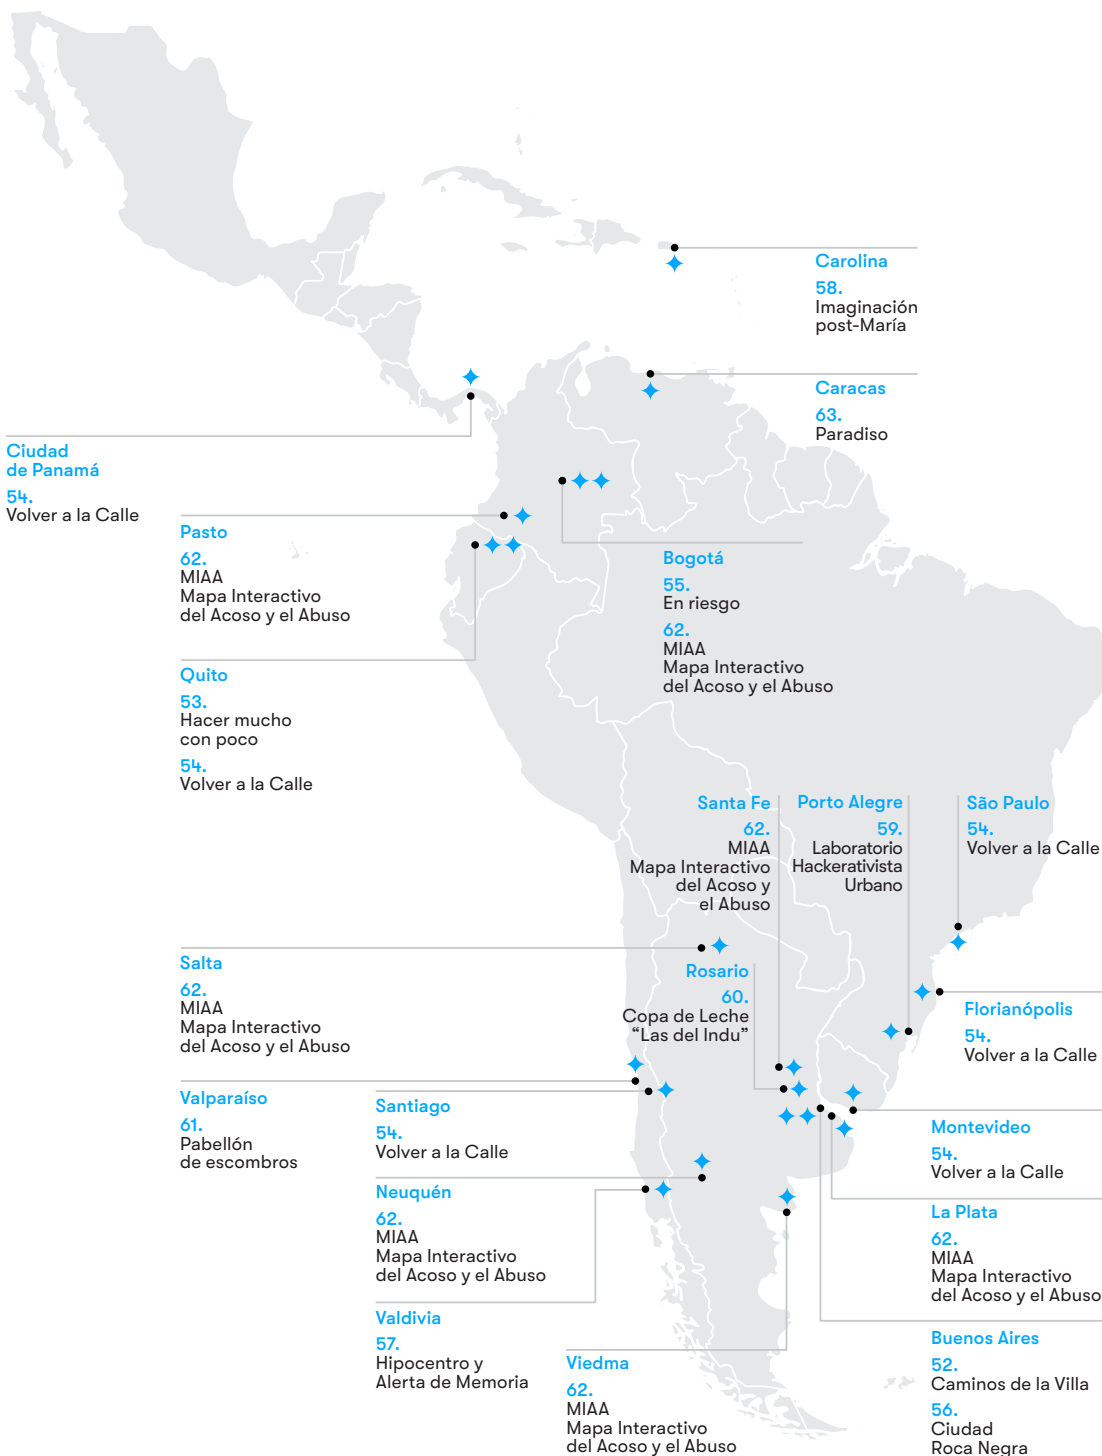 Carolina
58.
Imaginación
post-María
Caracas
63.
Paradiso
Ciudad
de Panamá
54.
Volver a la Calle
Pasto
62.
MIAA
Mapa Interactivo
del Acoso y el Abuso
Bogotá
55.
En riesgo
62.
MIAA
Mapa Interactivo
del Acoso y el Abuso
Quito
53.
Hacer mucho
con poco
54.
Volver a la Calle
Santa Fe
62.
MIAA
Mapa Interactivo
del Acoso y
el Abuso
Porto Alegre
59.
Laboratorio
Hackerativista
Urbano
São Paulo
54.
Volver a la Calle
Salta
62.
MIAA
Mapa Interactivo
del Acoso y el Abuso
Rosario
60.
Copa de Leche
“Las del Indu”
Florianópolis
54.
Volver a la Calle
Valparaíso
61.
Pabellón
de escombros
Santiago
54.
Volver a la Calle
Montevideo
54.
Volver a la Calle
Neuquén
62.
MIAA
Mapa Interactivo
del Acoso y el Abuso
La Plata
62.
MIAA
Mapa Interactivo
del Acoso y el Abuso
Valdivia
57.
Hipocentro y
Alerta de Memoria
Viedma
62.
MIAA
Mapa Interactivo
del Acoso y el Abuso
Buenos Aires
52.
Caminos de la Villa
56.
Ciudad
Roca Negra